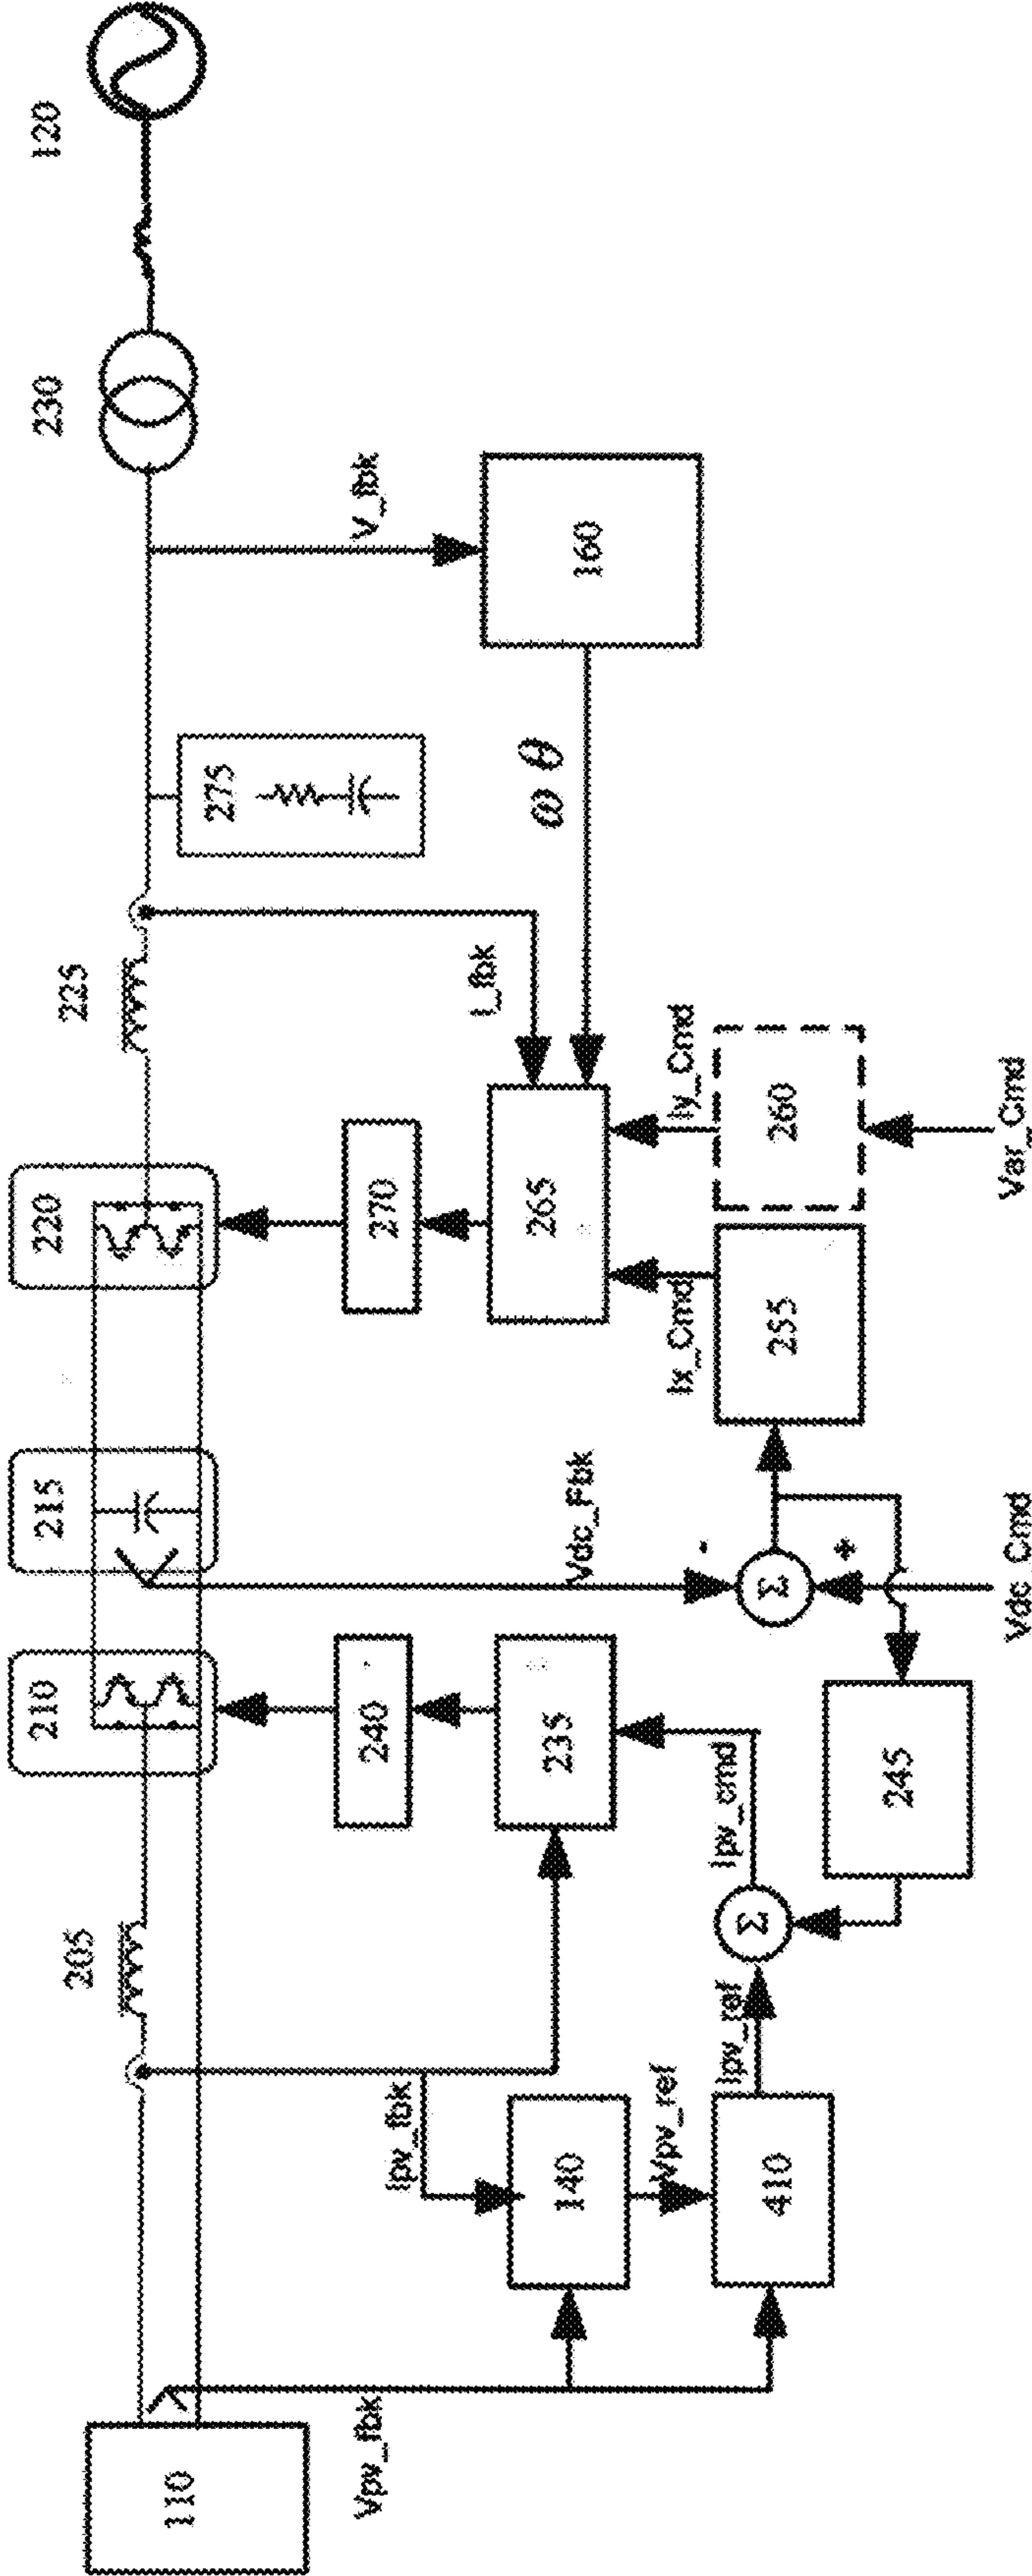 110
205
210
215
220
225
230
120
Vpv_fbk
Ipv_fbk
240
Vdc_Fbk
270
I_fbk
275
V_fbk
140
235
265
ω θ
160
Vpv_ref
410
Ipv_ref
Σ
Ipv_cmd
245
-
Σ
+
Vdc_Cmd
Ix_Cmd
255
Iy_Cmd
260
Var_Cmd